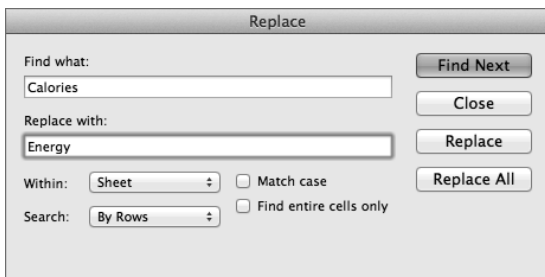 Replace
Find what:
Calories
Replace with:
Energy
Within: Sheet
Search: By Rows
Match case
Find entire cells only
Find Next
Close
Replace
Replace All